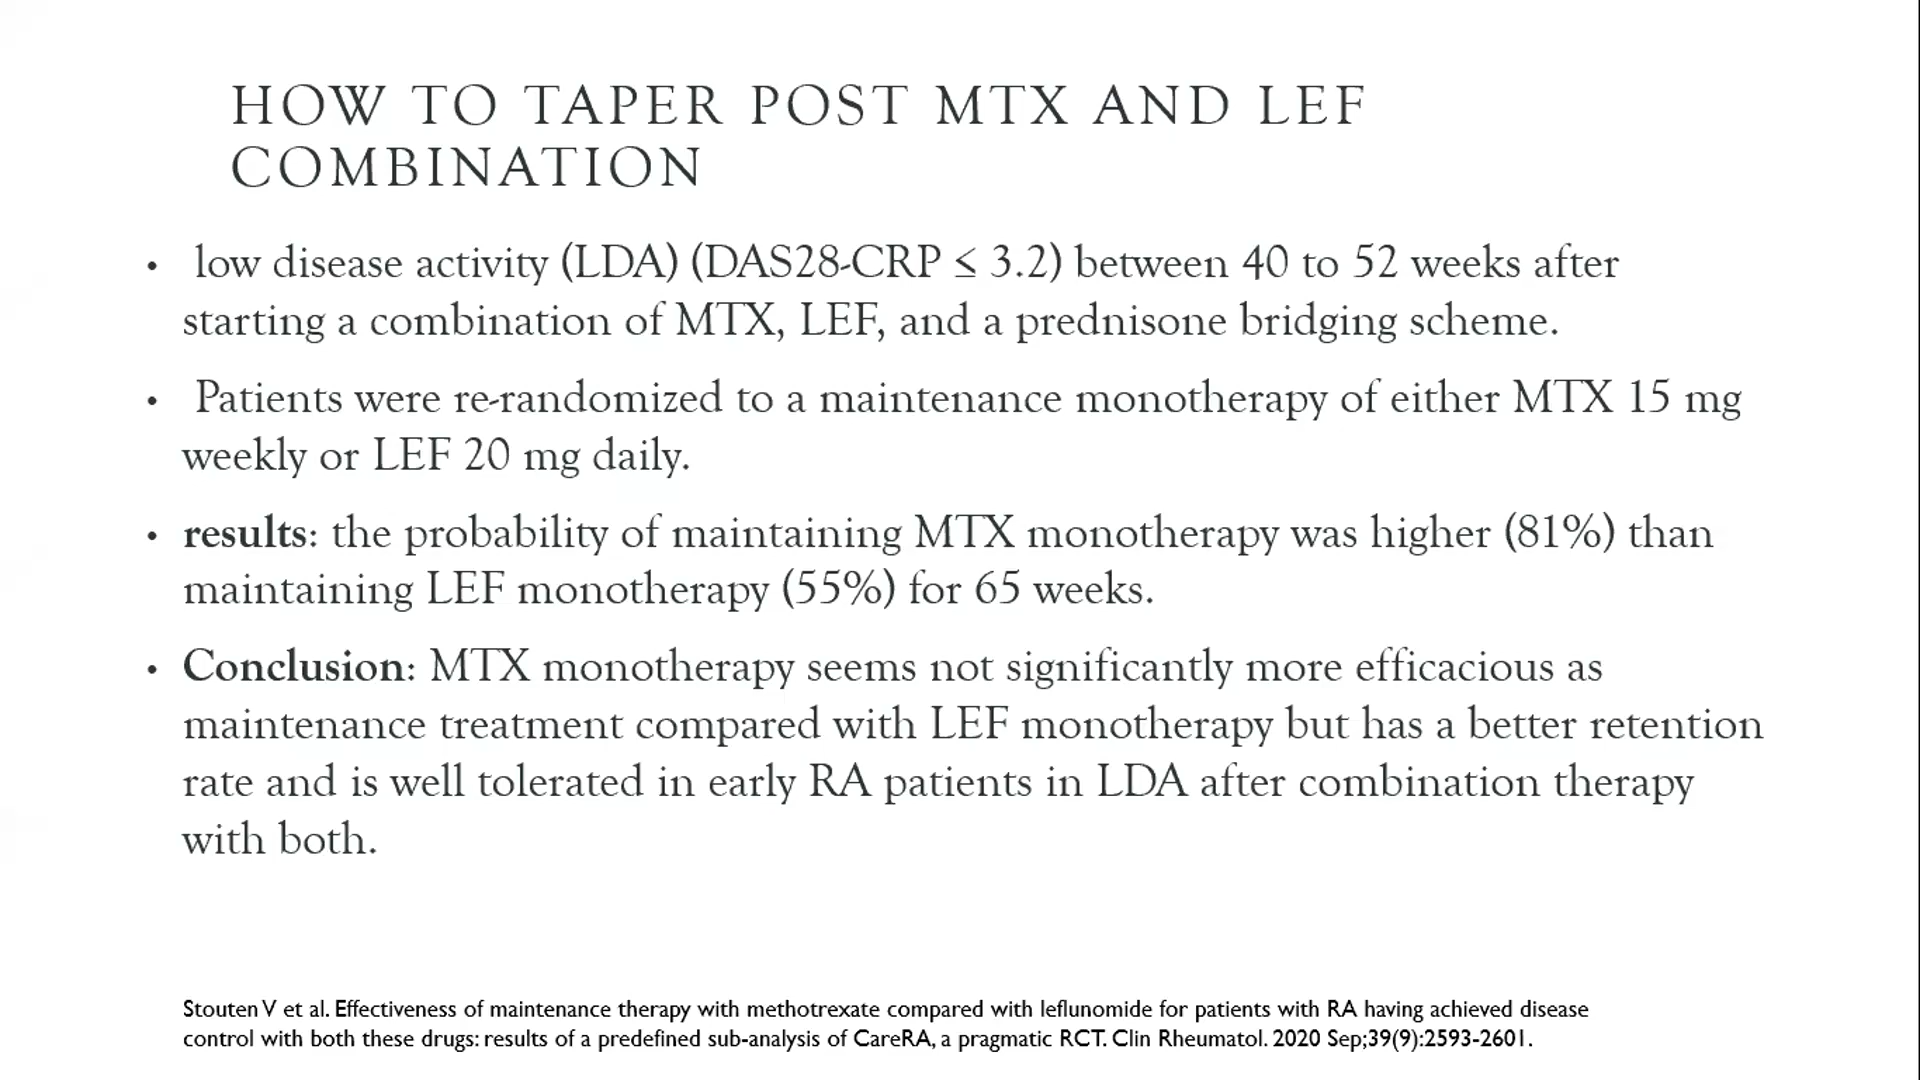 HOW TO TAPER POST MTX AND LEF
COMBINATION
• low disease activity (LDA) (DAS28-CRP ≤ 3.2) between 40 to 52 weeks after
starting a combination of MTX, LEF, and a prednisone bridging scheme.
• Patients were re-randomized to a maintenance monotherapy of either MTX 15 mg
weekly or LEF 20 mg daily.
• results: the probability of maintaining MTX monotherapy was higher (81%) than
maintaining LEF monotherapy (55%) for 65 weeks.
• Conclusion: MTX monotherapy seems not significantly more efficacious as
maintenance treatment compared with LEF monotherapy but has a better retention
rate and is well tolerated in early RA patients in LDA after combination therapy
with both.
Stouten V et al. Effectiveness of maintenance therapy with methotrexate compared with leflunomide for patients with RA having achieved disease
control with both these drugs: results of a predefined sub-analysis of CareRA, a pragmatic RCT. Clin Rheumatol. 2020 Sep;39(9):2593-2601.